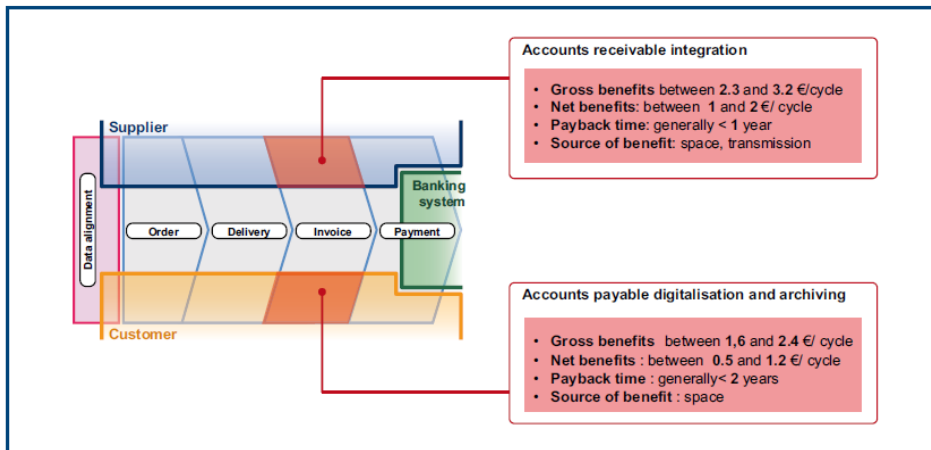 Accounts receivable integration
• Gross benefits between 2.3 and 3.2 €/cycle
• Net benefits: between 1 and 2 €/ cycle
• Payback time: generally < 1 year
• Source of benefit: space, transmission
Supplier
Banking
system
Data alignment
Order
Delivery
Invoice
Payment
Customer
Accounts payable digitalisation and archiving
• Gross benefits between 1,6 and 2.4 €/ cycle
• Net benefits : between 0.5 and 1.2 €/ cycle
• Payback time : generally< 2 years
• Source of benefit : space